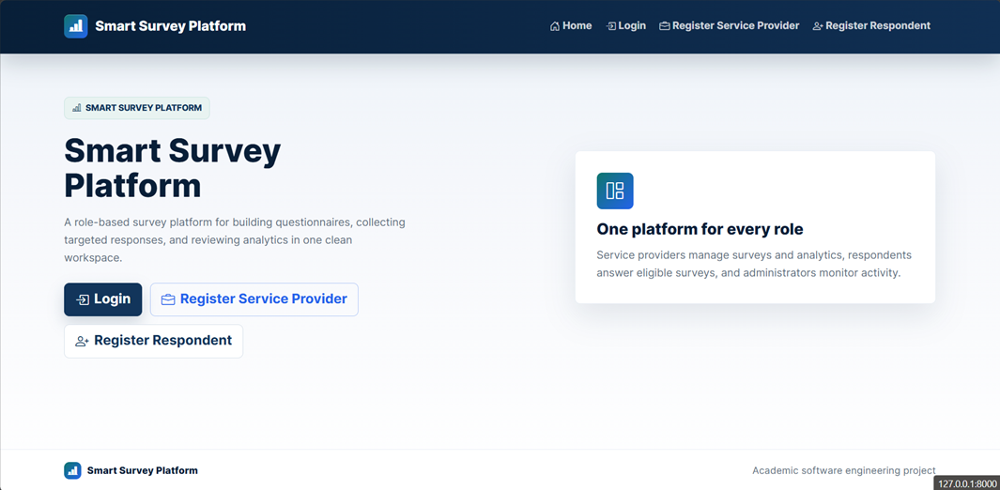 Smart Survey Platform
Home Login Register Service Provider Register Respondent
SMART SURVEY PLATFORM
Smart Survey
Platform
A role-based survey platform for building questionnaires, collecting
targeted responses, and reviewing analytics in one clean
workspace.
Login Register Service Provider
Register Respondent
One platform for every role
Service providers manage surveys and analytics, respondents
answer eligible surveys, and administrators monitor activity.
Smart Survey Platform
Academic software engineering project
127.0.0.1:8000